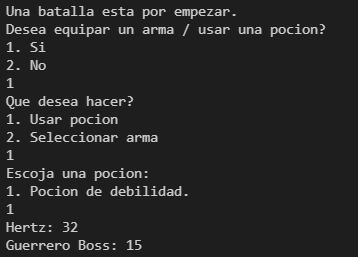 Una batalla esta por empezar.
Desea equipar un arma / usar una pocion?
1. Si
2. No
1
Que desea hacer?
1. Usar pocion
2. Seleccionar arma
1
Escoja una pocion:
1. Pocion de debilidad.
1
Hertz: 32
Guerrero Boss: 15